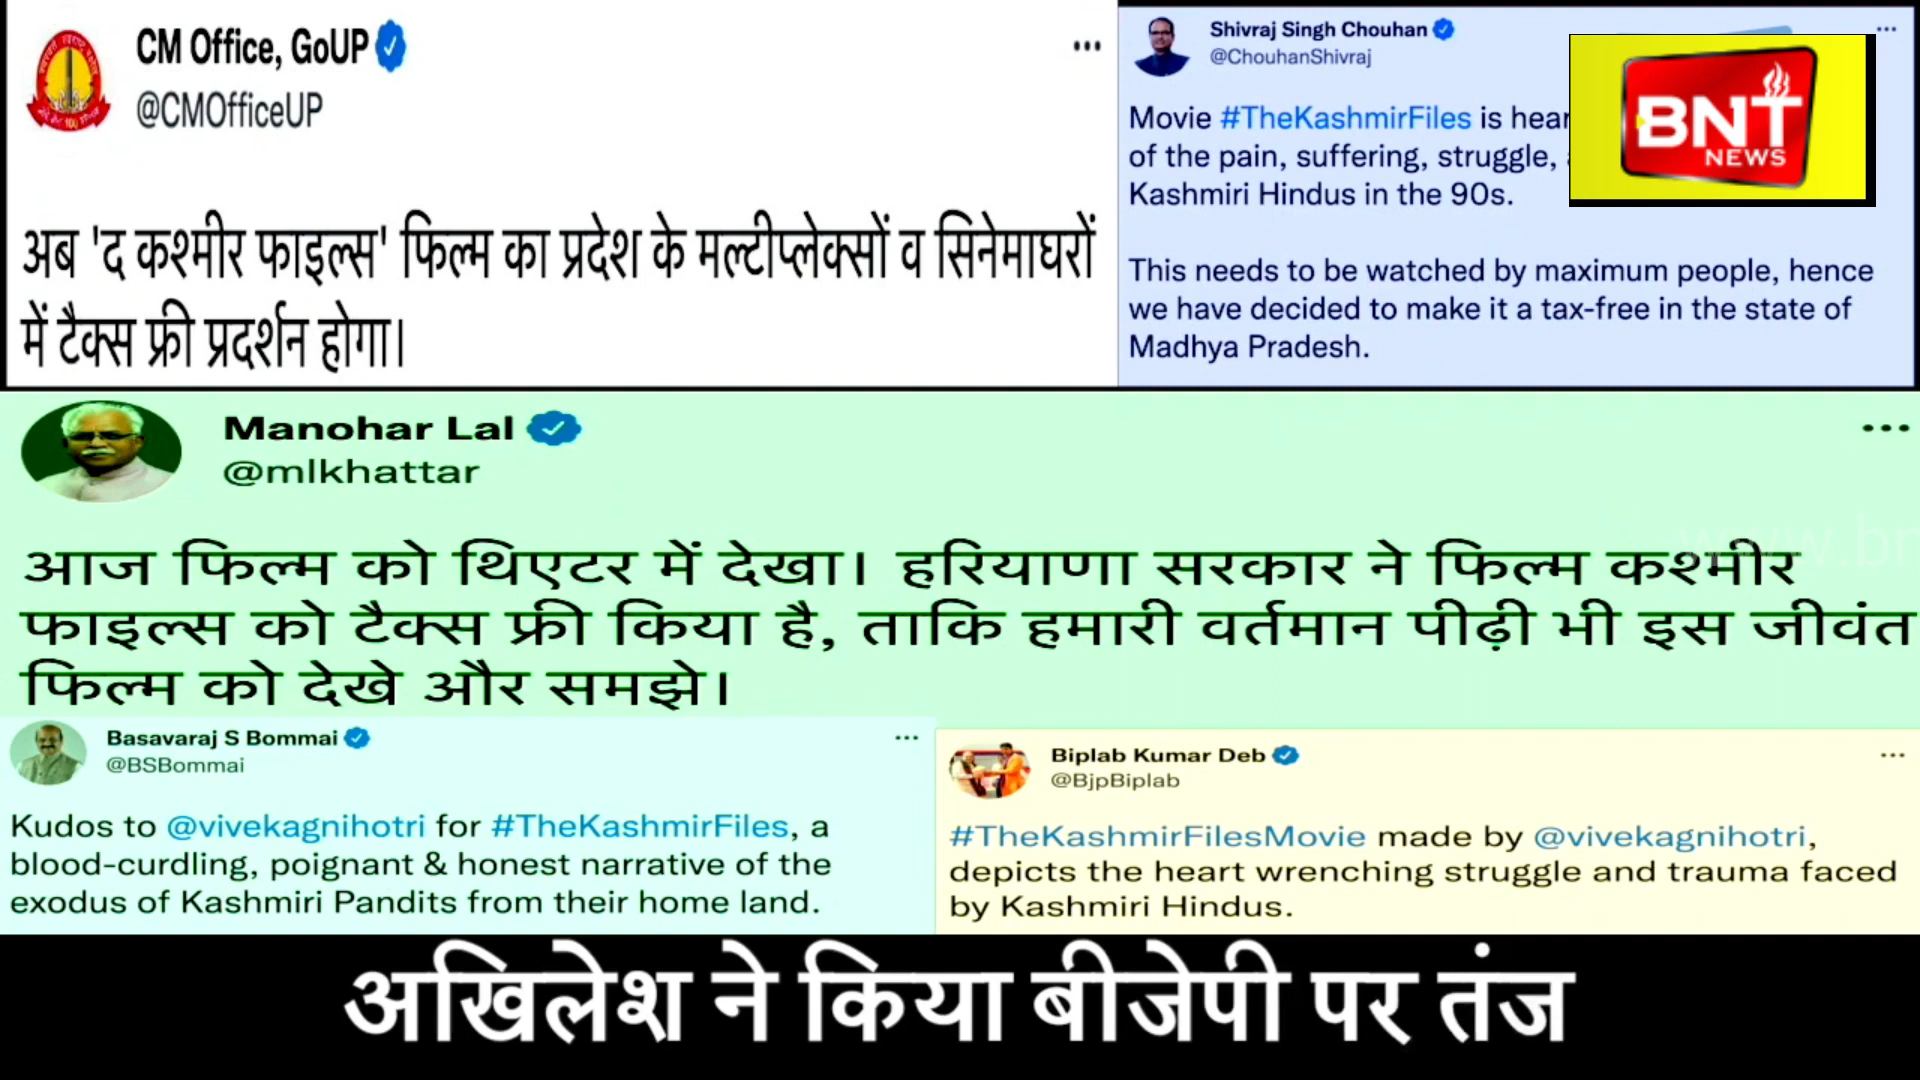 CM Office, GoUP
@CMOfficeUP
अब 'द कश्मीर फाइल्स' फिल्म का प्रदेश के मल्टीप्लेक्सों व सिनेमाघरों
में टैक्स फ्री प्रदर्शन होगा।
Shivraj Singh Chouhan
@ChouhanShivraj
Movie #TheKashmirFiles is hear
of the pain, suffering, struggle,
Kashmiri Hindus in the 90s.
This needs to be watched by maximum people, hence
we have decided to make it a tax-free in the state of
Madhya Pradesh.
BNT
NEWS
Manohar Lal
@mlkhattar
आज फिल्म को थिएटर में देखा। हरियाणा सरकार ने फिल्म कश्मीर
फाइल्स को टैक्स फ्री किया है, ताकि हमारी वर्तमान पीढ़ी भी इस जीवंत
फिल्म को देखे और समझे।
www.bn
Basavaraj S Bommai
@BSBommai
Kudos to @vivekagnihotri for #TheKashmirFiles, a
blood-curdling, poignant & honest narrative of the
exodus of Kashmiri Pandits from their home land.
Biplab Kumar Deb
@BjpBiplab
#TheKashmirFilesMovie made by @vivekagnihotri,
depicts the heart wrenching struggle and trauma faced
by Kashmiri Hindus.
अखिलेश ने किया बीजेपी पर तंज